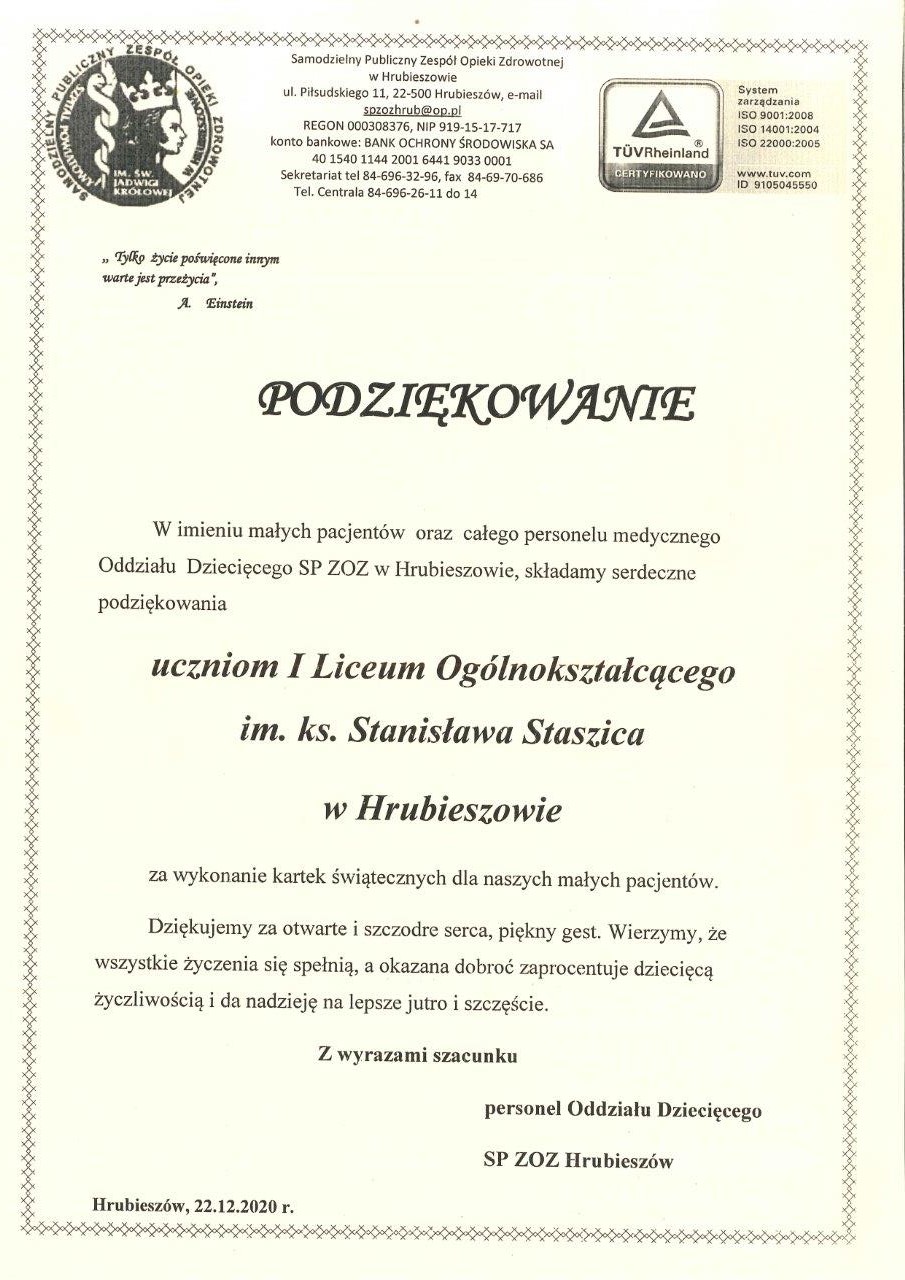 SAMODZIELNY PUBLICZNY ZESPÓŁ OPIEKI ZDROWOTNEJ
W HRUBIESZOWIE
SZPITAL POWIATOWY
IM. ŚW.
JADWIGI
KRÓLOWEJ
Samodzielny Publiczny Zespół Opieki Zdrowotnej
w Hrubieszowie
ul. Piłsudskiego 11, 22-500 Hrubieszów, e-mail
spzozhrub@op.pl
REGON 000308376, NIP 919-15-17-717
konto bankowe: BANK OCHRONY ŚRODOWISKA SA
40 1540 1144 2001 6441 9033 0001
Sekretariat tel 84-696-32-96, fax 84-69-70-686
Tel. Centrala 84-696-26-11 do 14
TÜVRheinland®
CERTYFIKOWANO
System
zarządzania
ISO 9001:2008
ISO 14001:2004
ISO 22000:2005
www.tuv.com
ID 9105045550
„ Tylko życie poświęcone innym
warte jest przeżycia",
A. Einstein
PODZIĘKOWANIE
W imieniu małych pacjentów oraz całego personelu medycznego
Oddziału Dziecięcego SP ZOZ w Hrubieszowie, składamy serdeczne
podziękowania
uczniom I Liceum Ogólnokształcącego
im. ks. Stanisława Staszica
w Hrubieszowie
za wykonanie kartek świątecznych dla naszych małych pacjentów.
Dziękujemy za otwarte i szczodre serca, piękny gest. Wierzymy, że
wszystkie życzenia się spełnią, a okazana dobroć zaprocentuje dziecięcą
życzliwością i da nadzieję na lepsze jutro i szczęście.
Z wyrazami szacunku
personel Oddziału Dziecięcego
SP ZOZ Hrubieszów
Hrubieszów, 22.12.2020 r.